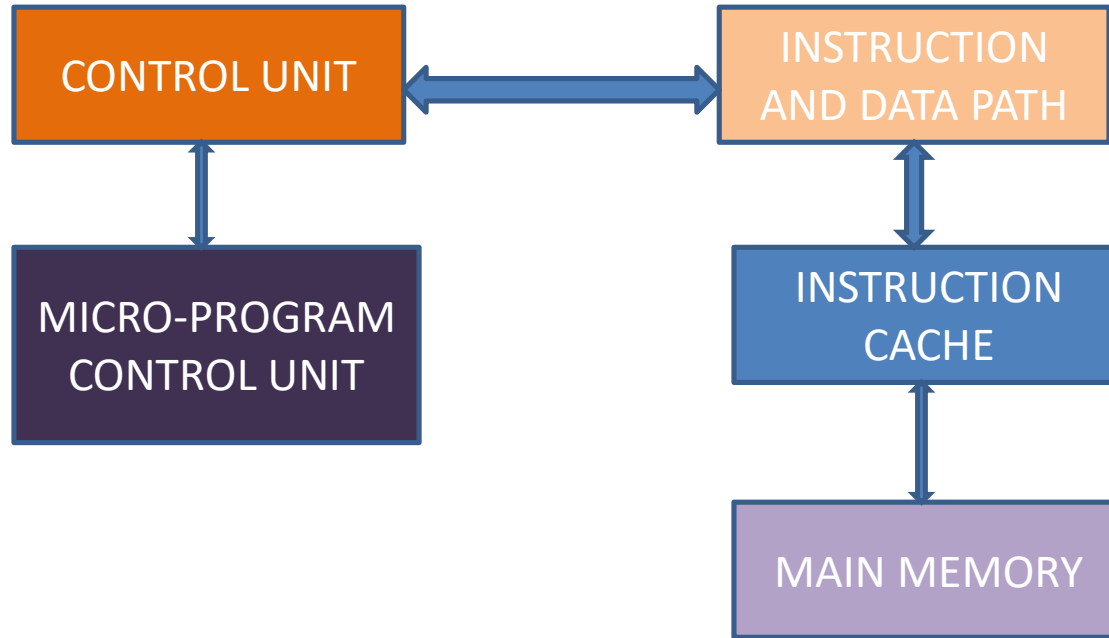 CONTROL UNIT
INSTRUCTION
AND DATA PATH
MICRO-PROGRAM
CONTROL UNIT
INSTRUCTION
CACHE
MAIN MEMORY